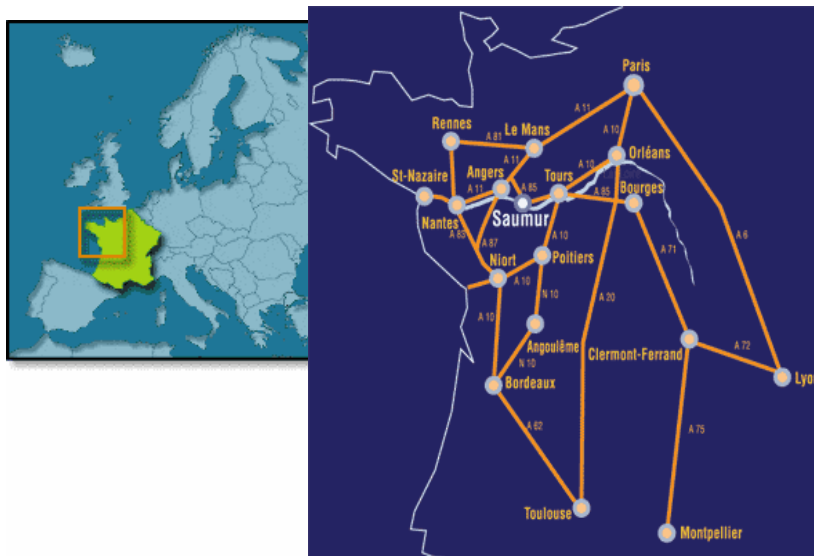 Paris
A 11
Rennes
A 81
Le Mans
A 10
Orléans
St-Nazaire
Angers
A 11
Tours
A 10
A 11
A 85
A 85
Bourges
Nantes
Saumur
A 83
A 87
A 10
A 6
Niort
A 10
Poitiers
A 71
A 10
N 10
A 20
Angoulême
Clermont-Ferrand
A 72
N 10
Bordeaux
Lyon
A 62
A 75
Toulouse
Montpellier